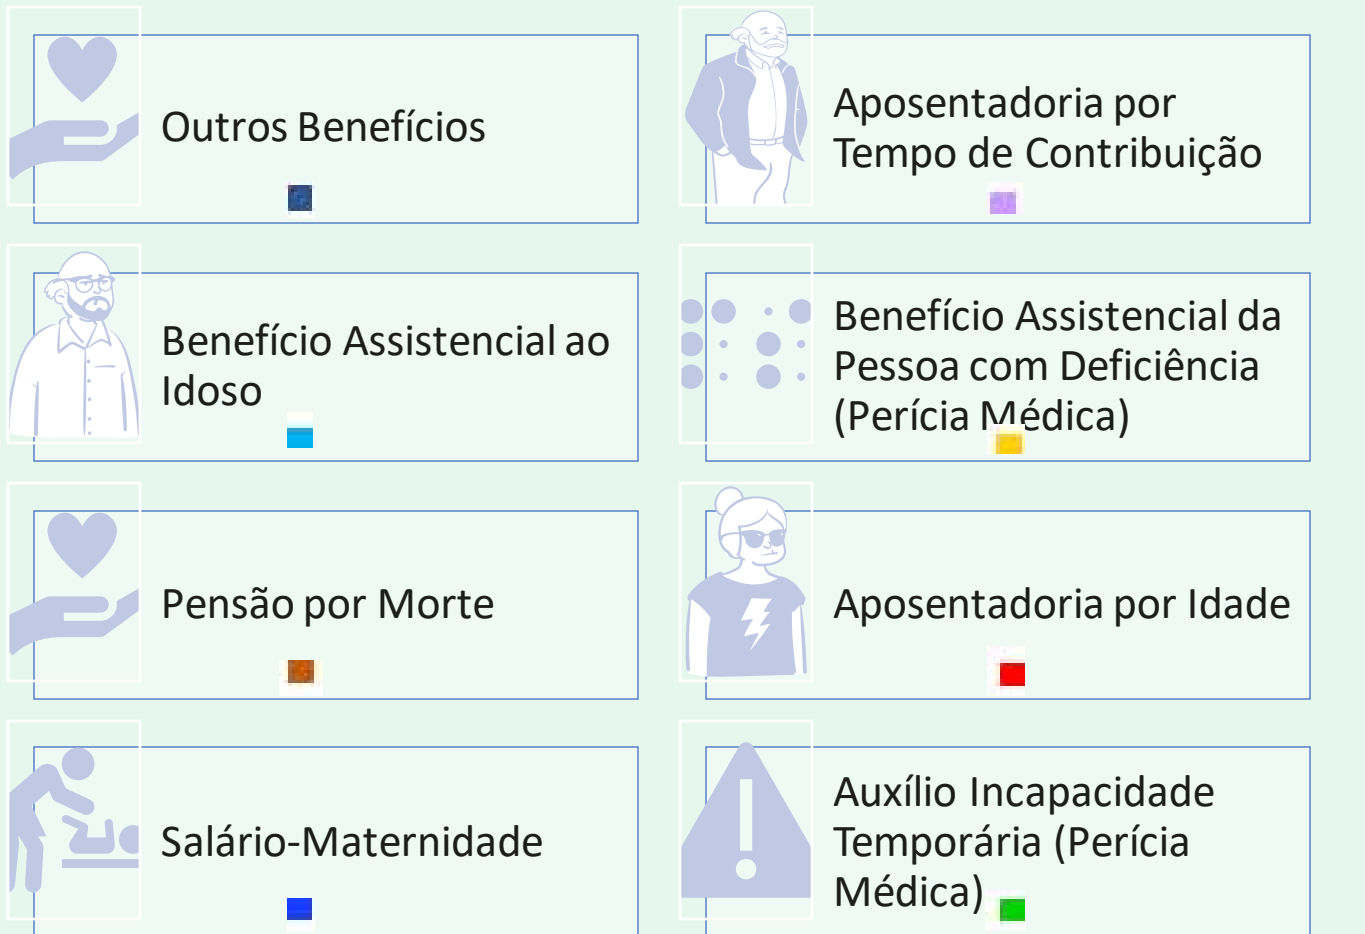 Outros Benefícios
Aposentadoria por
Tempo de Contribuição
Benefício Assistencial ao
Idoso
Benefício Assistencial da
Pessoa com Deficiência
(Perícia Médica)
Pensão por Morte
Aposentadoria por Idade
Salário-Maternidade
Auxílio Incapacidade
Temporária (Perícia
Médica)